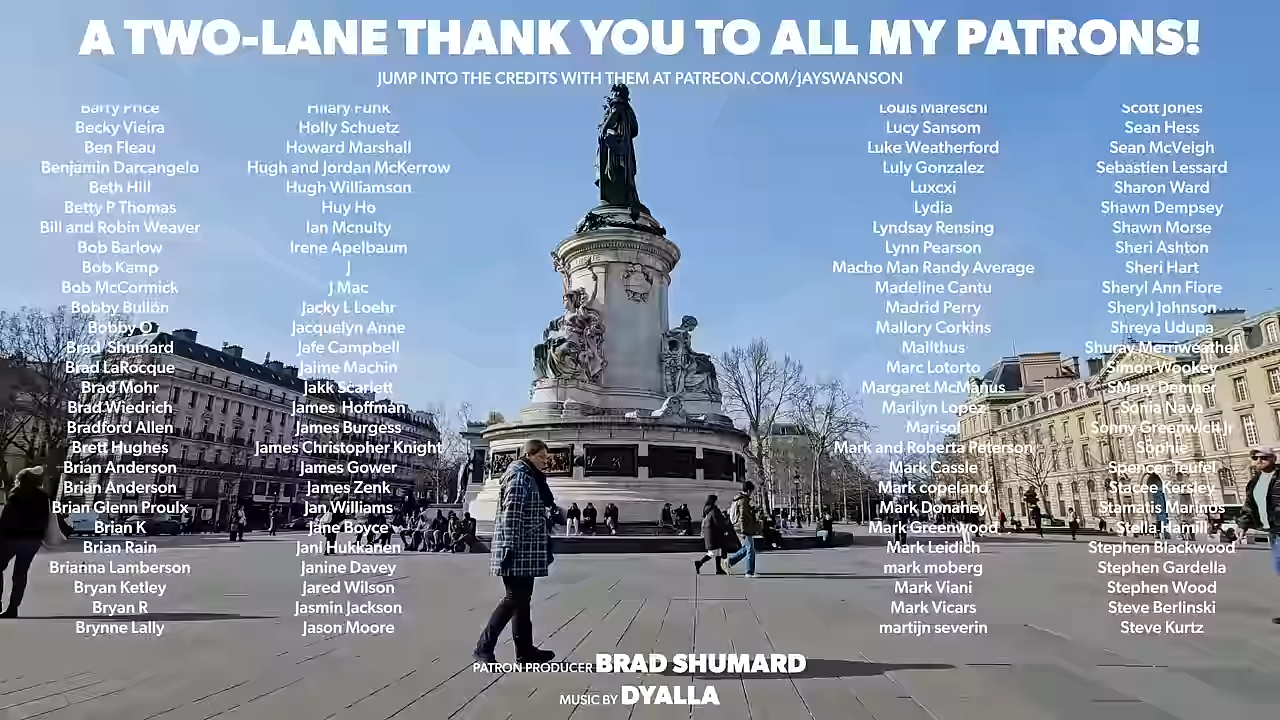 A TWO-LANE THANK YOU TO ALL MY PATRONS!
JUMP INTO THE CREDITS WITH THEM AT PATREON.COM/JAYSWANSON
Barry Price
Becky Vieira
Ben Fleau
Benjamin Darcangelo
Beth Hill
Betty P Thomas
Bill and Robin Weaver
Bob Barlow
Bob Kamp
Bob McCormick
Bobby Bullön
Bobby O
Brad Shumard
Brad LaRocque
Brad Mohr
Brad Wiedrich
Bradford Allen
Brett Hughes
Brian Anderson
Brian Anderson
Brian Glenn Proulx
Brian K
Brian Rain
Brianna Lamberson
Bryan Ketley
Bryan R
Brynne Lally
Hilary Funk
Holly Schuetz
Howard Marshall
Hugh and Jordan McKerrow
Hugh Williamson
Huy Ho
Ian Mcnulty
Irene Apelbaum
J
J Mac
Jacky L Loehr
Jacquelyn Anne
Jafe Campbell
Jaime Machin
Jakk Scarlett
James Hoffman
James Burgess
James Christopher Knight
James Gower
James Zenk
Jan Williams
Jane Boyce
Jani Hukkanen
Janine Davey
Jared Wilson
Jasmin Jackson
Jason Moore
Louis Mareschi
Lucy Sansom
Luke Weatherford
Luly Gonzalez
Luxcxi
Lydia
Lyndsay Rensing
Lynn Pearson
Macho Man Randy Average
Madeline Cantu
Madrid Perry
Mallory Corkins
Malthus
Marc Lotorto
Margaret McManus
Marilyn Lopez
Marisol
Mark and Roberta Peterson
Mark Cassle
Mark copeland
Mark Donahey
Mark Greenwood
Mark Leidich
mark moberg
Mark Viani
Mark Vicars
martijn severin
Scott Jones
Sean Hess
Sean McVeigh
Sebastien Lessard
Sharon Ward
Shawn Dempsey
Shawn Morse
Sheri Ashton
Sheri Hart
Sheryl Ann Fiore
Sheryl Johnson
Shreya Udupa
Shuray Merriweather
Simon Wookey
SMary Demner
Sonia Nava
Sonny Greenwick Jr
Sophie
Spencer Teufel
Stacee Kersley
Stamatis Marinos
Stella Hamill
Stephen Blackwood
Stephen Gardella
Stephen Wood
Steve Berlinski
Steve Kurtz
PATRON PRODUCER BRAD SHUMARD
MUSIC BY DYALLA